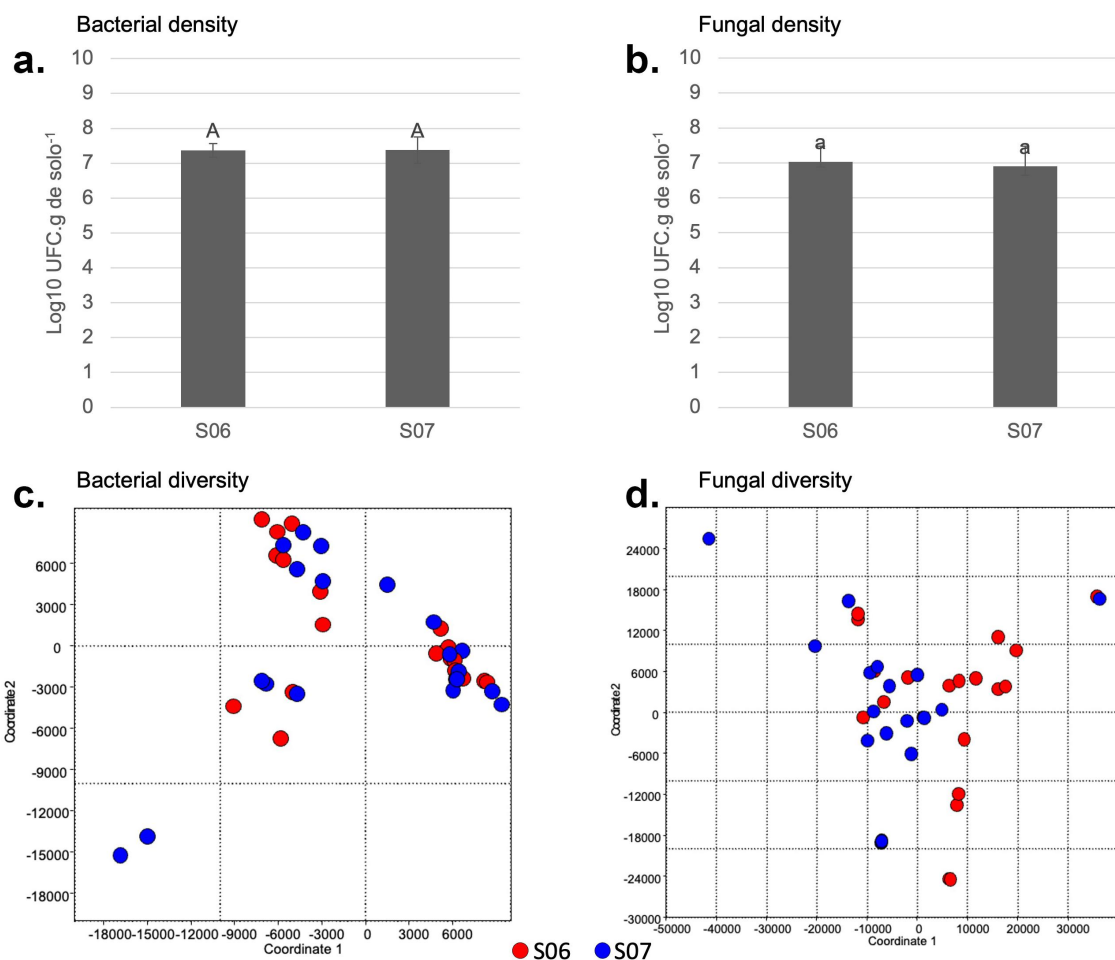 Bacterial density
a.
10
9
8
7
6
5
4
3
2
1
0
Log10 UFC.g de solo-1
A
A
S06
S07
Fungal density
b.
10
9
8
7
6
5
4
3
2
1
0
Log10 UFC.g de solo-1
a
a
S06
S07
Bacterial diversity
c.
6000
3000
0
-3000
-6000
-9000
-12000
-15000
-18000
Coordinate 2
-18000 -15000 -12000 -9000 -6000 -3000 0 3000 6000
Coordinate 1
Fungal diversity
d.
24000
18000
12000
6000
0
-6000
-12000
-18000
-24000
-30000
Coordinate 2
-50000 -40000 -30000 -20000 -10000 0 10000 20000 30000
Coordinate 1
S06 S07